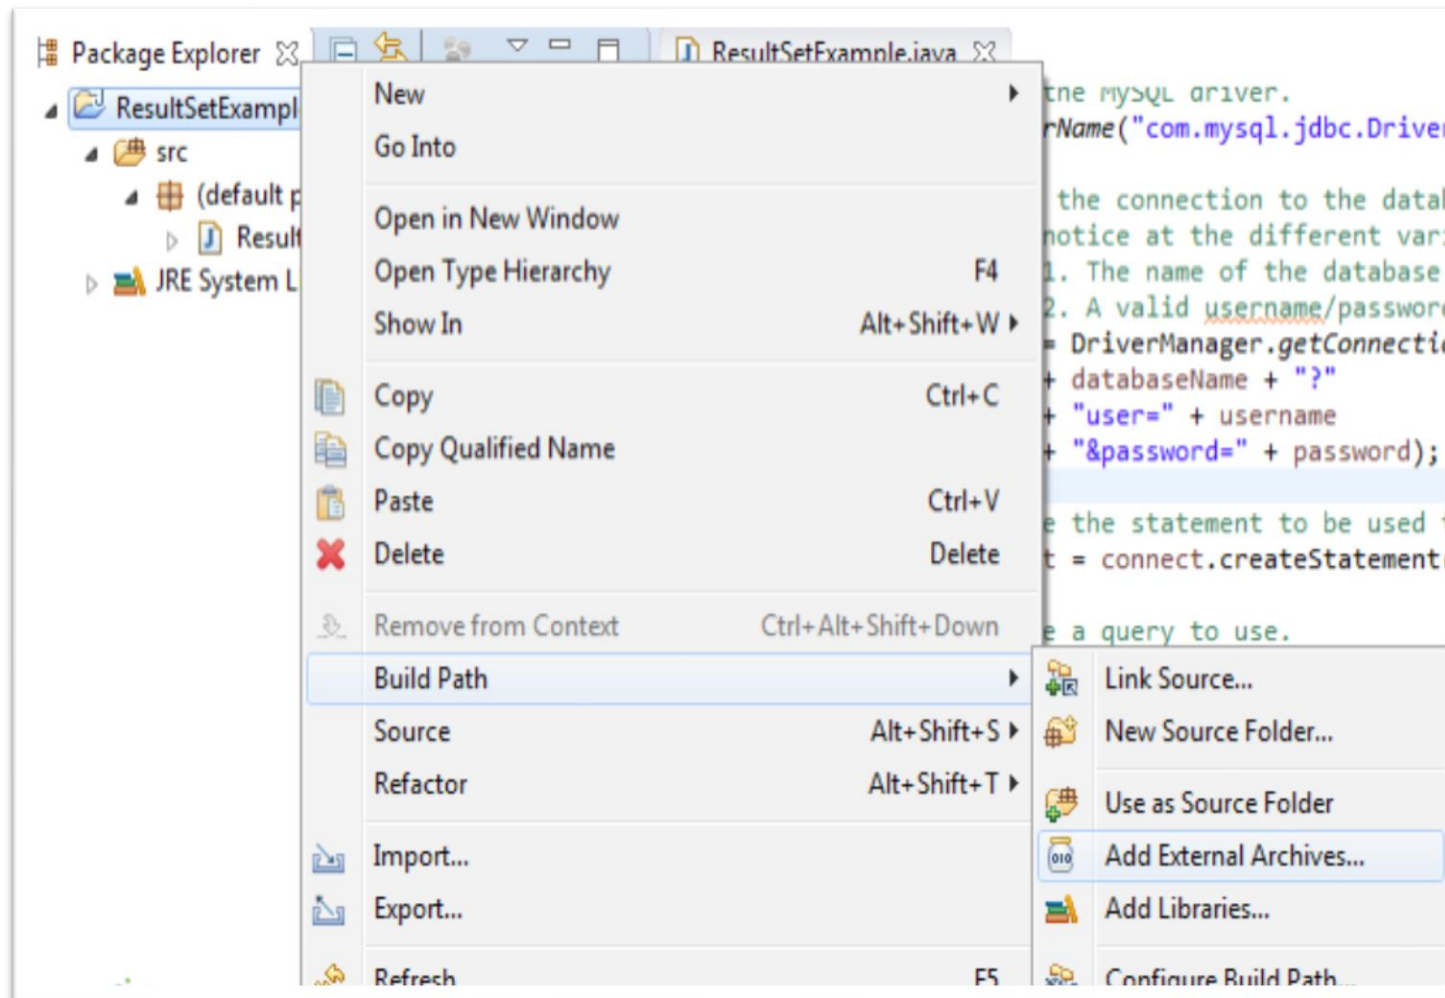 Package Explorer
ResultSetExample.java
ResultSetExampl
src
(default p
Result
JRE System L
New
Go Into
Open in New Window
Open Type Hierarchy F4
Show In Alt+Shift+W
Copy Ctrl+C
Copy Qualified Name
Paste Ctrl+V
Delete Delete
Remove from Context Ctrl+Alt+Shift+Down
Build Path
Source Alt+Shift+S
Refactor Alt+Shift+T
Import...
Export...
Refresh F5
the MySQL driver.
rName("com.mysql.jdbc.Driver
the connection to the datab
notice at the different vari
1. The name of the database
2. A valid username/password
= DriverManager.getConnectio
+ databaseName + "?"
+ "user=" + username
+ "&password=" + password);
e the statement to be used
t = connect.createStatement(
e a query to use.
Link Source...
New Source Folder...
Use as Source Folder
010
Add External Archives...
Add Libraries...
Configure Build Path...